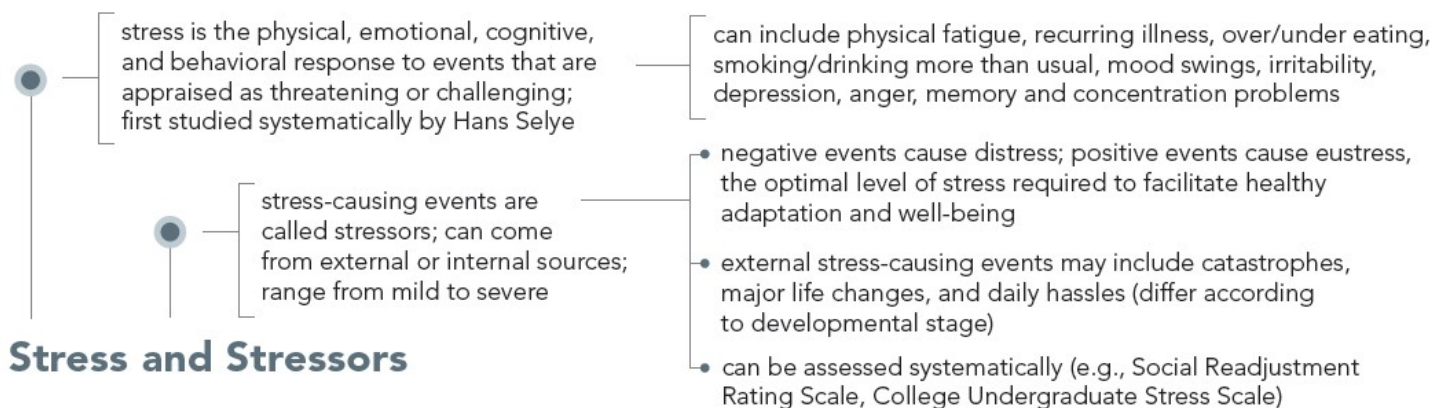 stress is the physical, emotional, cognitive,
and behavioral response to events that are
appraised as threatening or challenging;
first studied systematically by Hans Selye
can include physical fatigue, recurring illness, over/under eating,
smoking/drinking more than usual, mood swings, irritability,
depression, anger, memory and concentration problems
stress-causing events are
called stressors; can come
from external or internal sources;
range from mild to severe
negative events cause distress; positive events cause eustress,
the optimal level of stress required to facilitate healthy
adaptation and well-being
external stress-causing events may include catastrophes,
major life changes, and daily hassles (differ according
to developmental stage)
can be assessed systematically (e.g., Social Readjustment
Rating Scale, College Undergraduate Stress Scale)
Stress and Stressors